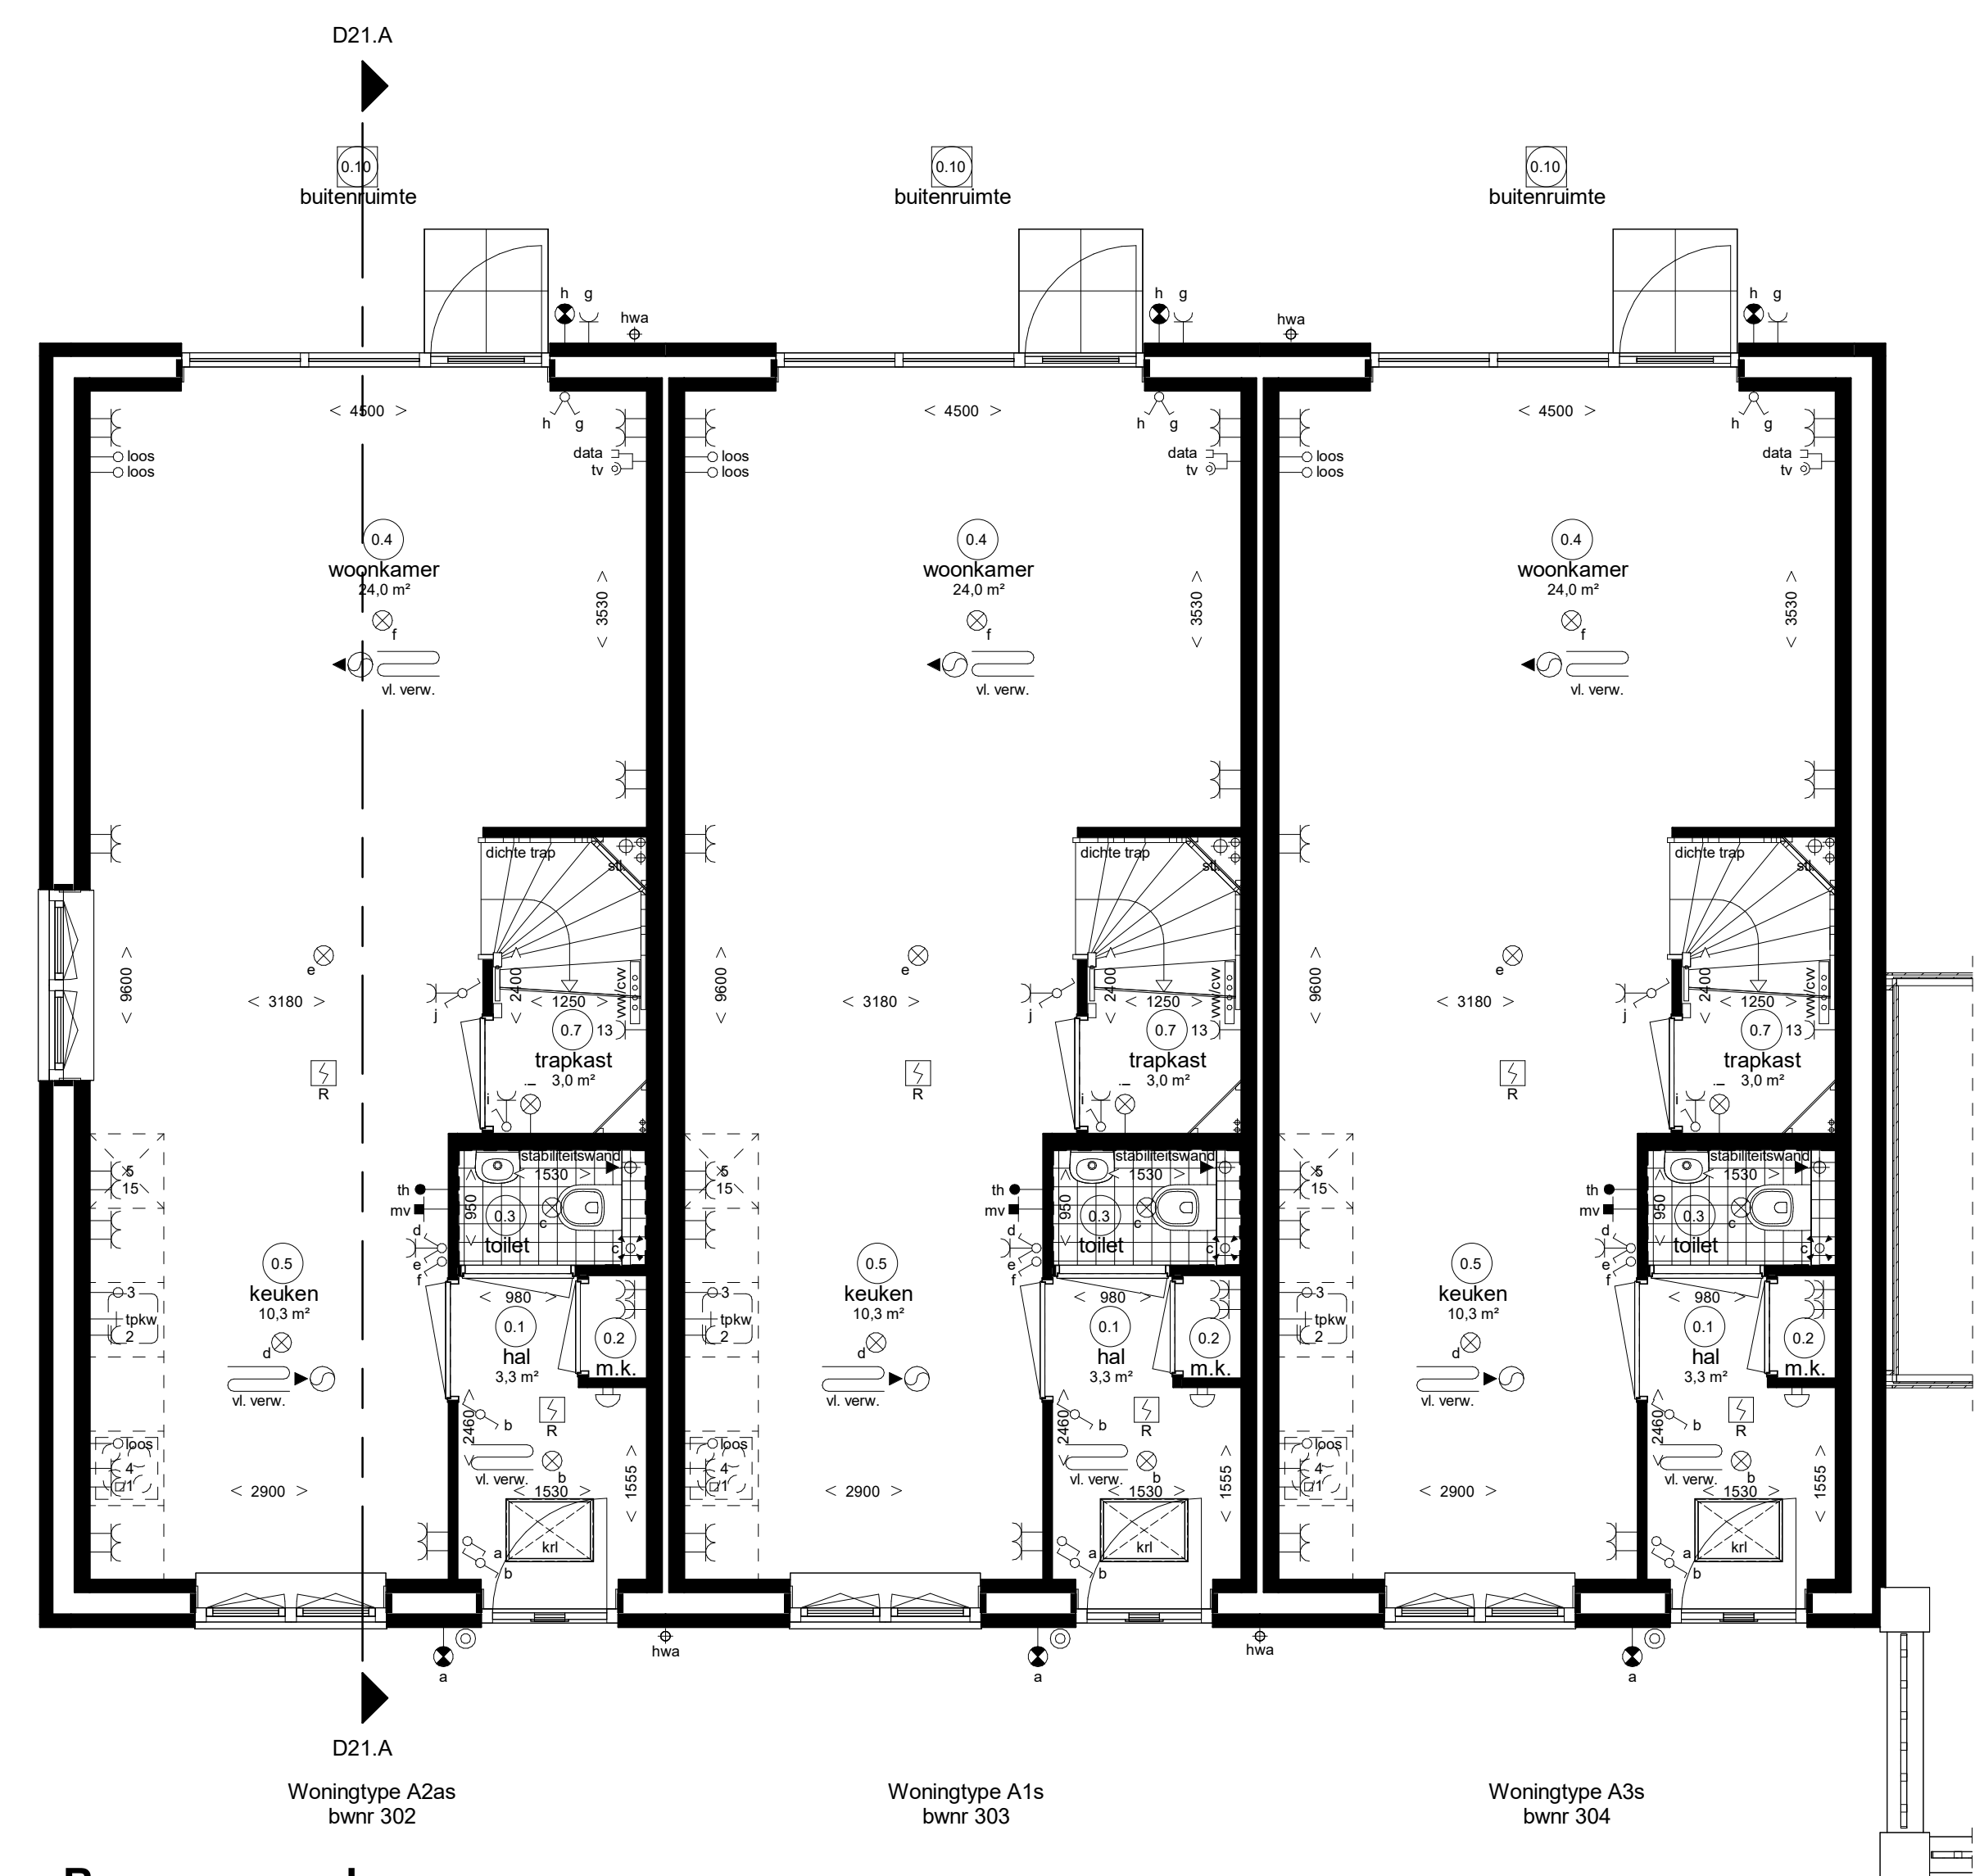 D21.A
0.10 0.10 0.10
buitenruimte buitenruimte buitenruimte
h g h g h g
hwa hwa
< 4500 > < 4500 > < 4500 >
h g h g h g
loos data loos data loos data
loos tv loos tv loos tv
0.4 0.4 0.4
woonkamer woonkamer woonkamer
24,0 m² 24,0 m² 24,0 m²
< 3530 > < 3530 > < 3530 >
f f f
vl. verw. vl. verw. vl. verw.
dichte trap dichte trap dichte trap
stl. stl. stl.
e e e
< 9600 > < 2400 > vw/cvv < 9600 > < 2400 > vw/cvv < 9600 > < 2400 > vw/cvv
< 3180 > < 1250 > < 3180 > < 1250 > < 3180 > < 1250 >
j j j
0.7 13 0.7 13 0.7 13
trapkast trapkast trapkast
3,0 m² 3,0 m² 3,0 m²
R R R
i i i
stabiliteitswand stabiliteitswand stabiliteitswand
5 < 1530 > 5 < 1530 > 5 < 1530 >
15 th 15 th 15 th
mv < 950 > mv < 950 > mv < 950 >
0.3 c 0.3 c 0.3 c
d d d
toilet c toilet c toilet c
0.5 e 0.5 e 0.5 e
f f f
keuken keuken keuken
10,3 m² 10,3 m² 10,3 m²
3 < 980 > 3 < 980 > 3 < 980 >
tpkw 0.1 0.2 tpkw 0.1 0.2 tpkw 0.1 0.2
2 2 2
d hal m.k. d hal m.k. d hal m.k.
3,3 m² 3,3 m² 3,3 m²
vl. verw. vl. verw. vl. verw.
< 2460 > b R < 2460 > b R < 2460 > b R
loos loos loos
4 vl. verw. b 4 vl. verw. b 4 vl. verw. b
1 1 1
< 2900 > < 1530 > < 1555 > < 2900 > < 1530 > < 1555 > < 2900 > < 1530 > < 1555 >
a krl a krl a krl
b b b
hwa hwa
a a a
D21.A
Woningtype A2as Woningtype A1s Woningtype A3s
bwnr 302 bwnr 303 bwnr 304